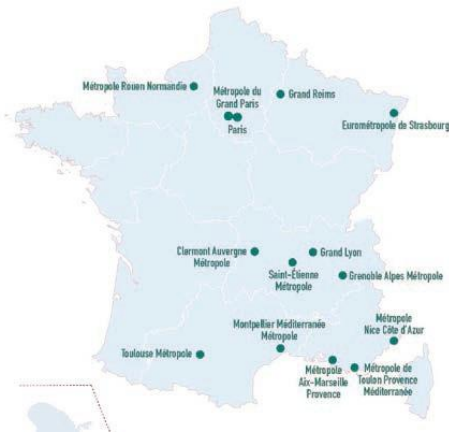 Métropole Rouen Normandie
Métropole du
Grand Paris
Paris
Grand Reims
Eurométropole de Strasbourg
Clermont Auvergne
Métropole
Grand Lyon
Saint-Étienne
Métropole
Grenoble Alpes Métropole
Montpellier Méditerranée
Métropole
Métropole
Nice Côte d'Azur
Toulouse Métropole
Métropole
Aix-Marseille
Provence
Métropole de
Toulon Provence
Méditerranée